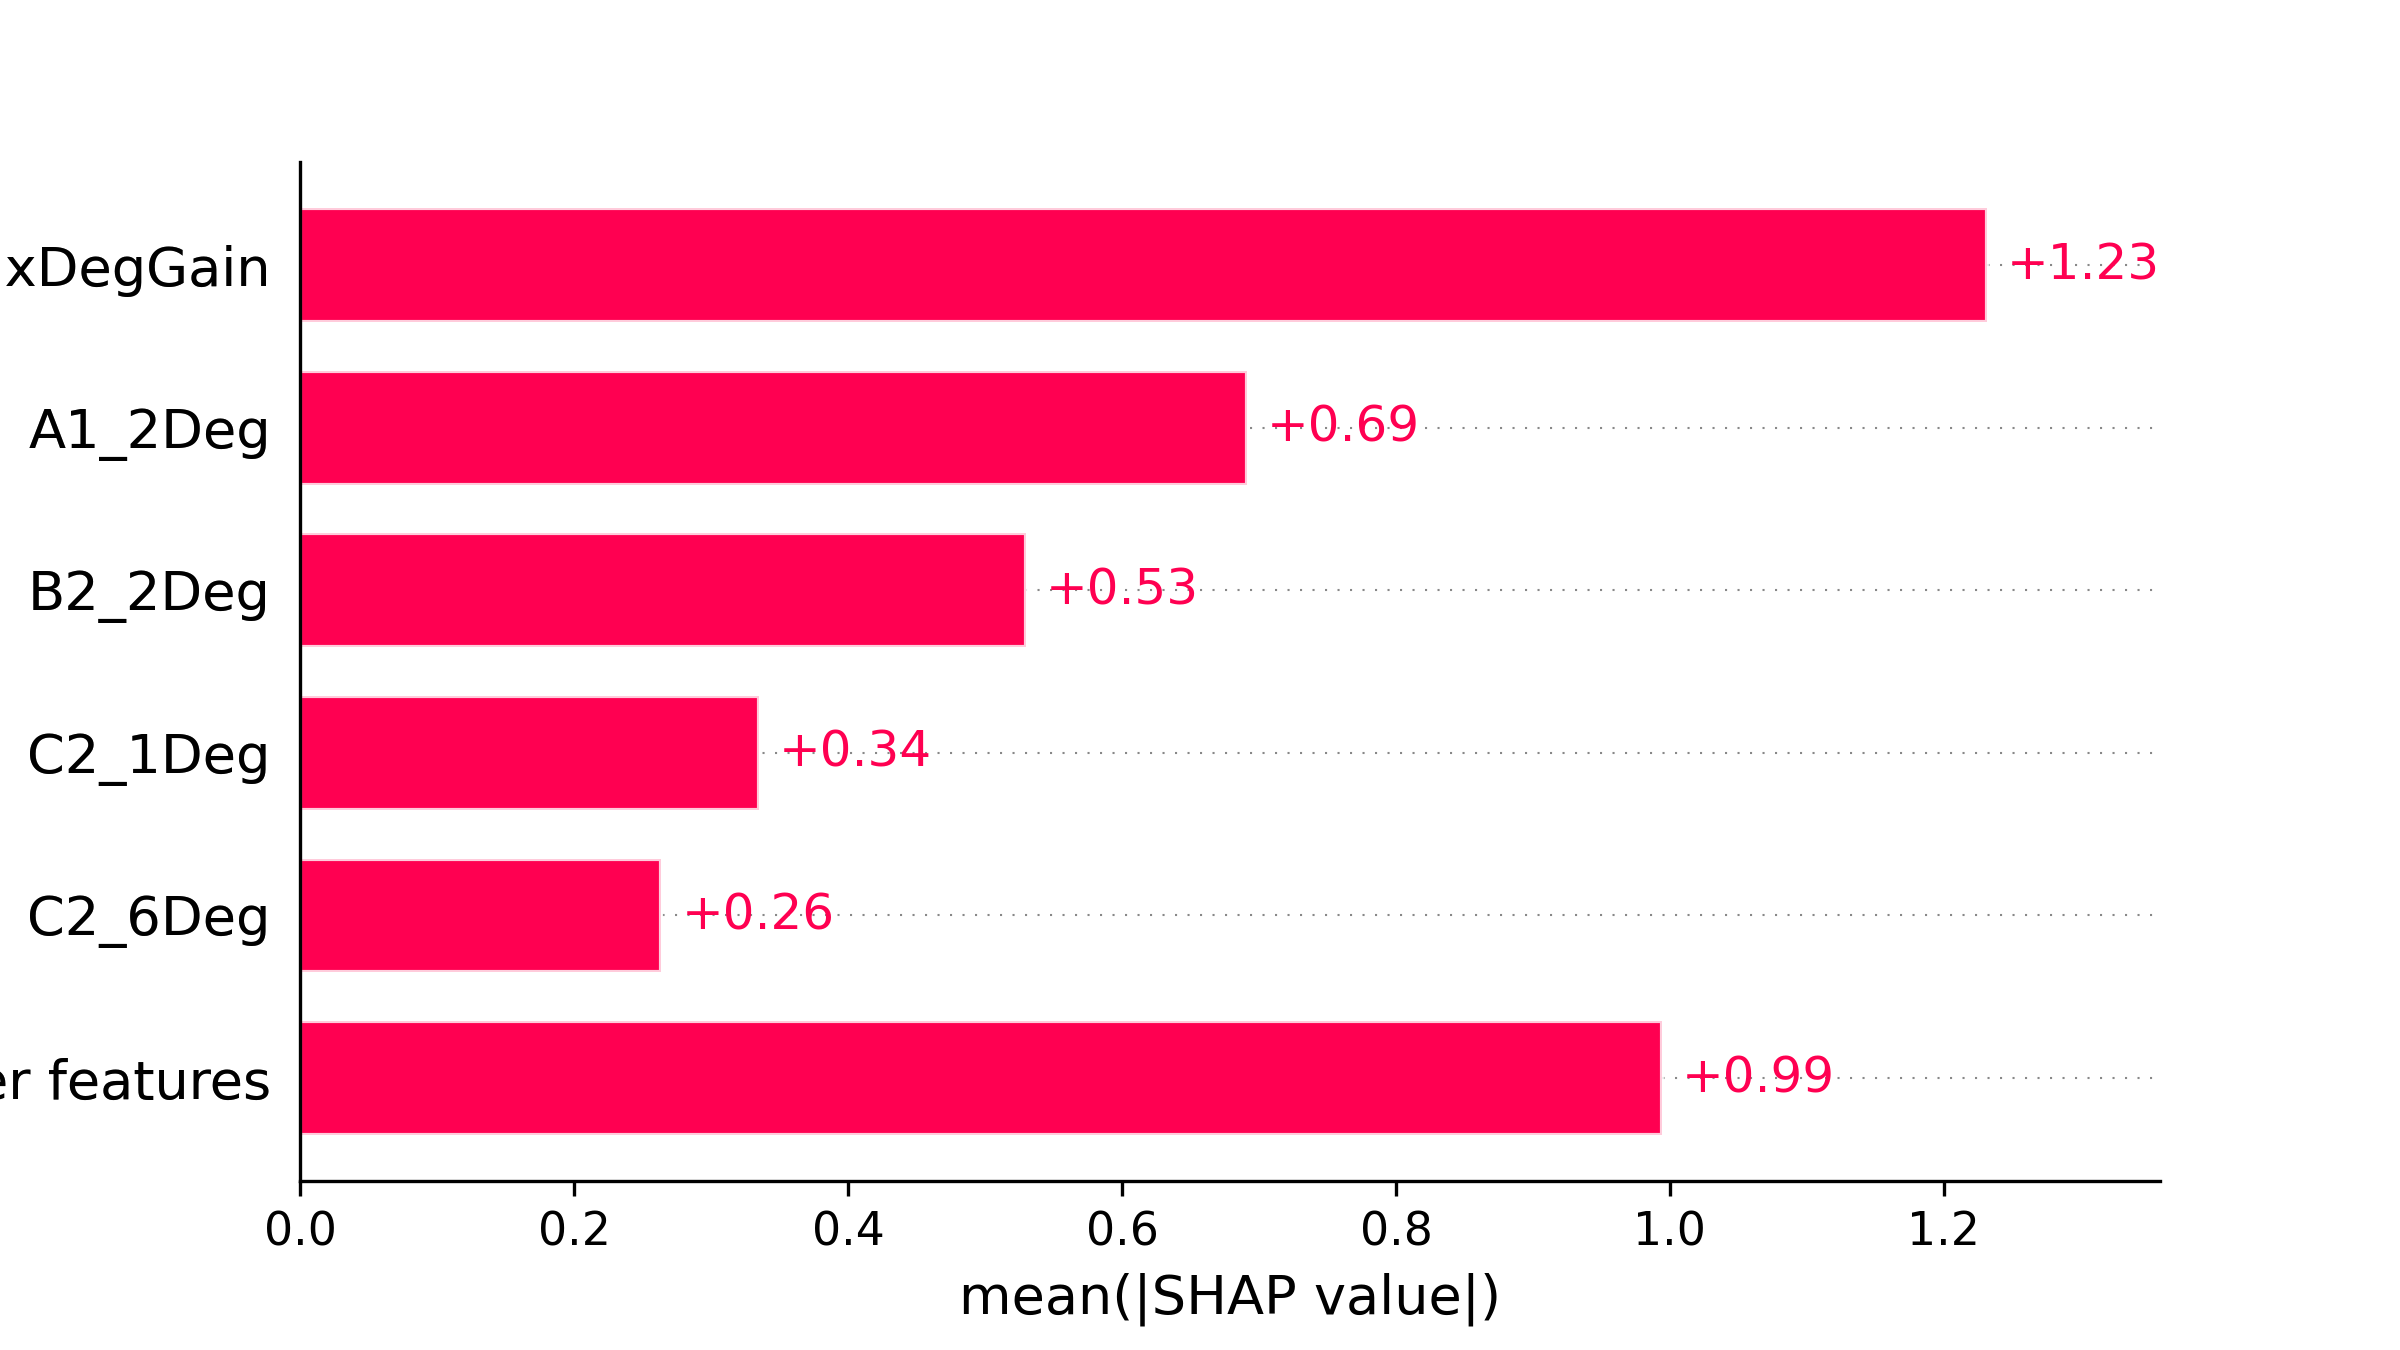 xDegGain
+1.23
A1_2Deg
+0.69
B2_2Deg
+0.53
C2_1Deg
+0.34
C2_6Deg
+0.26
er features
+0.99
0.0 0.2 0.4 0.6 0.8 1.0 1.2
mean(|SHAP value|)